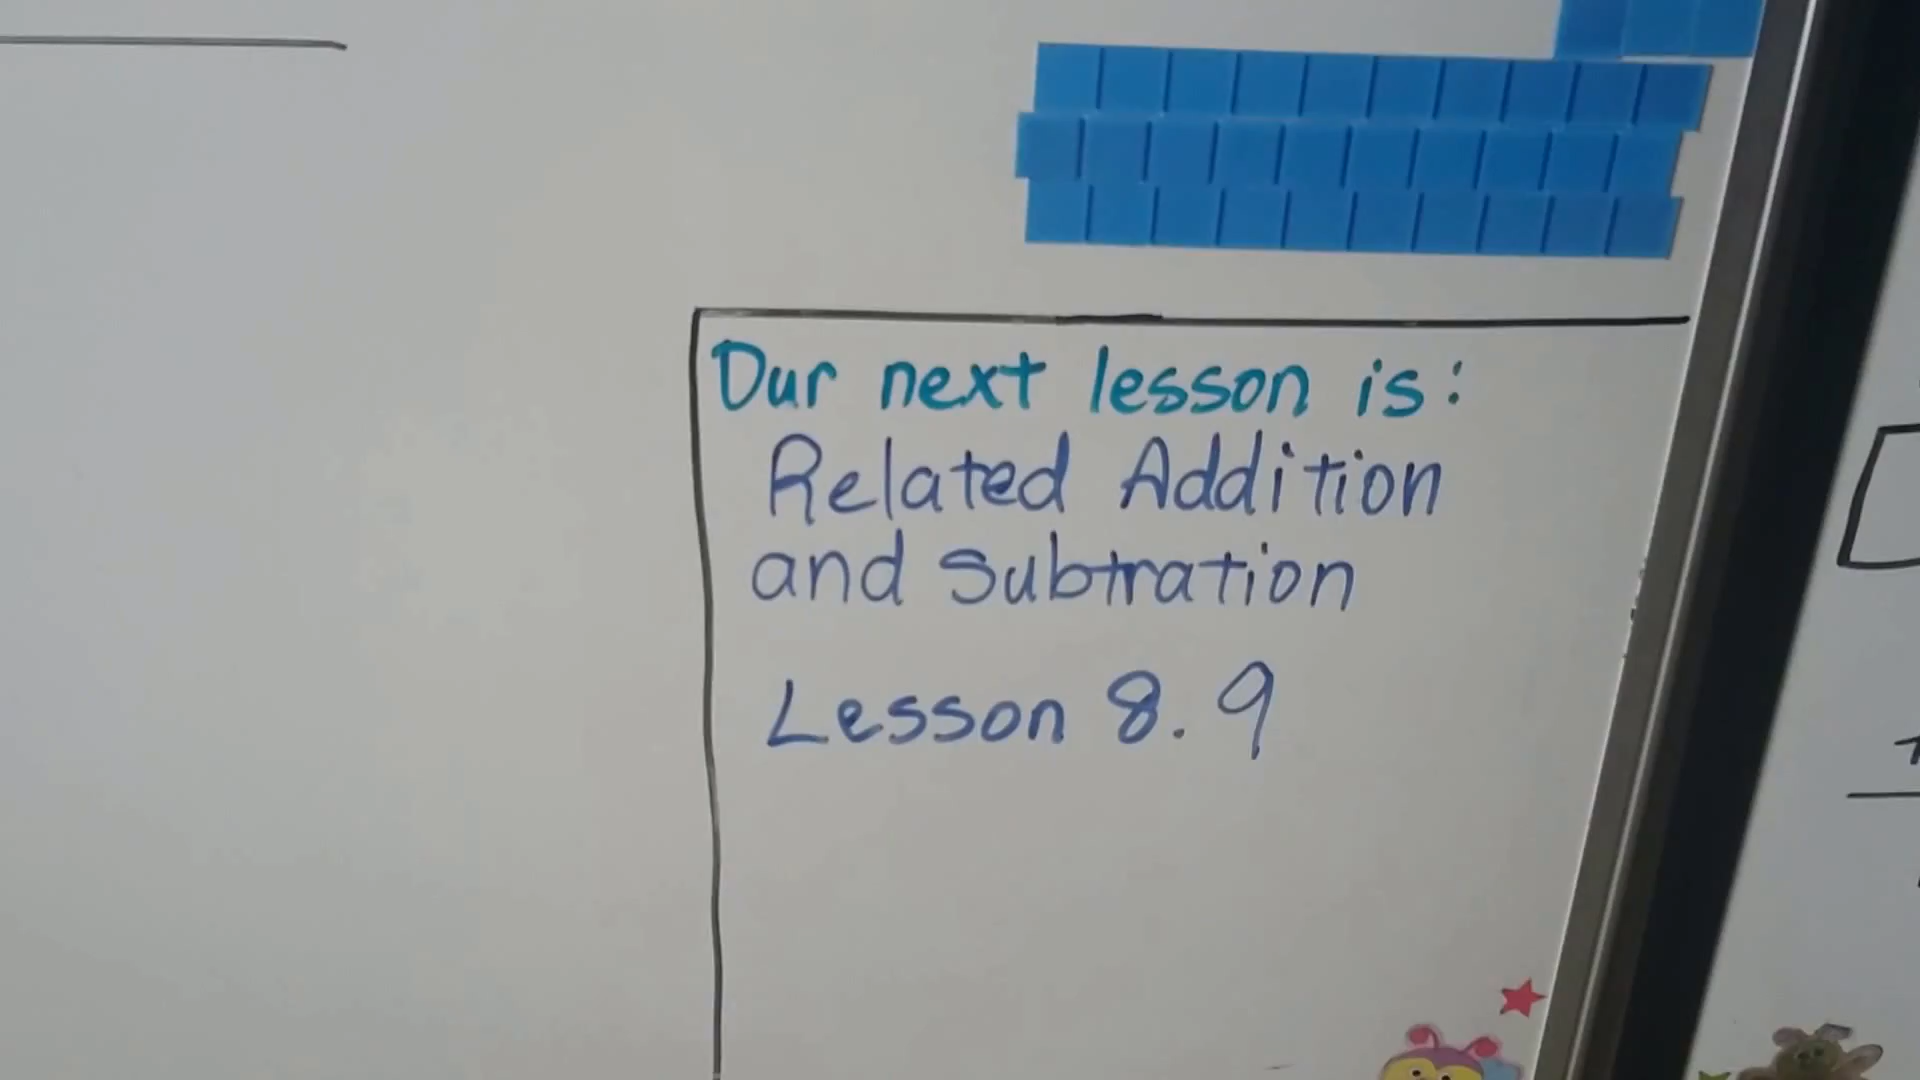 Our next lesson is:
Related Addition
and Subtration
Lesson 8.9